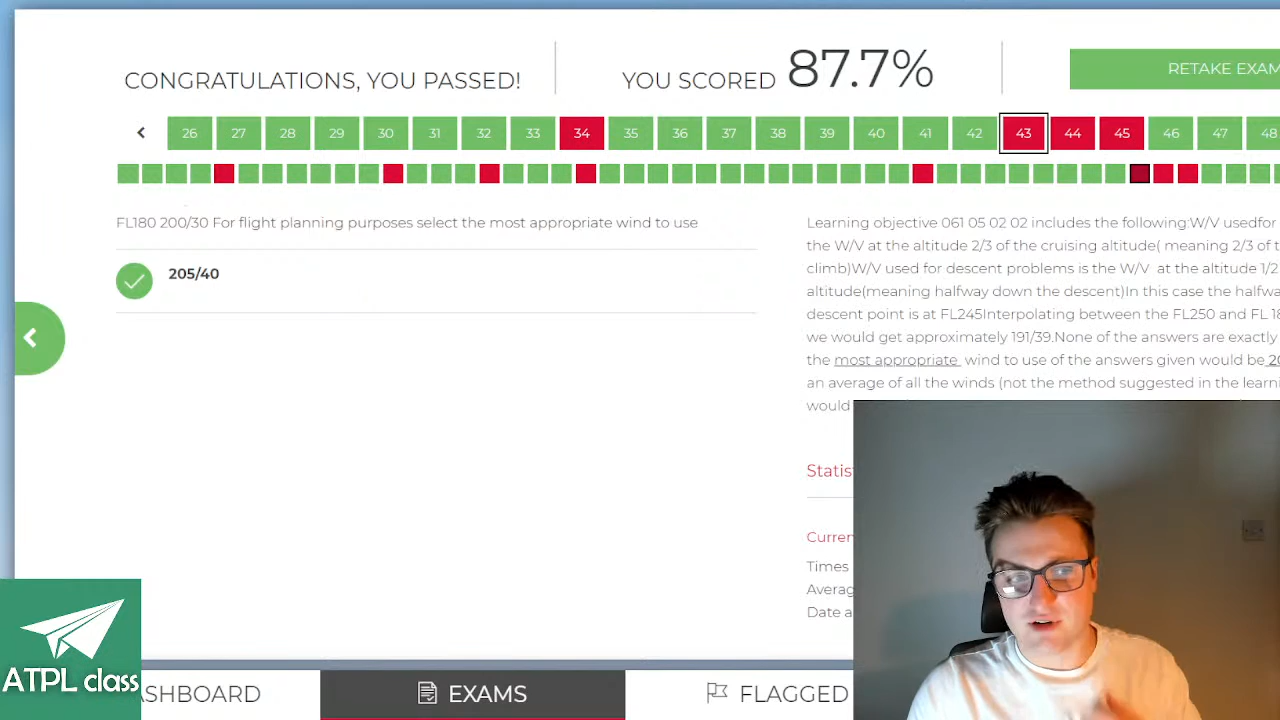 CONGRATULATIONS, YOU PASSED!
YOU SCORED 87.7%
RETAKE EXAM
26 27 28 29 30 31 32 33 34 35 36 37 38 39 40 41 42 43 44 45 46 47 48
FL180 200/30 For flight planning purposes select the most appropriate wind to use
205/40
Learning objective 061 05 02 02 includes the following:W/V usedfor
the W/V at the altitude 2/3 of the cruising altitude( meaning 2/3 of t
climb)W/V used for descent problems is the W/V at the altitude 1/2
altitude(meaning halfway down the descent)In this case the halfwa
descent point is at FL245Interpolating between the FL250 and FL 18
we would get approximately 191/39.None of the answers are exactly
the most appropriate wind to use of the answers given would be 20
an average of all the winds (not the method suggested in the learni
would
Statis
Curren
Times
Averag
Date a
ATPL class
ASHBOARD
EXAMS
FLAGGED